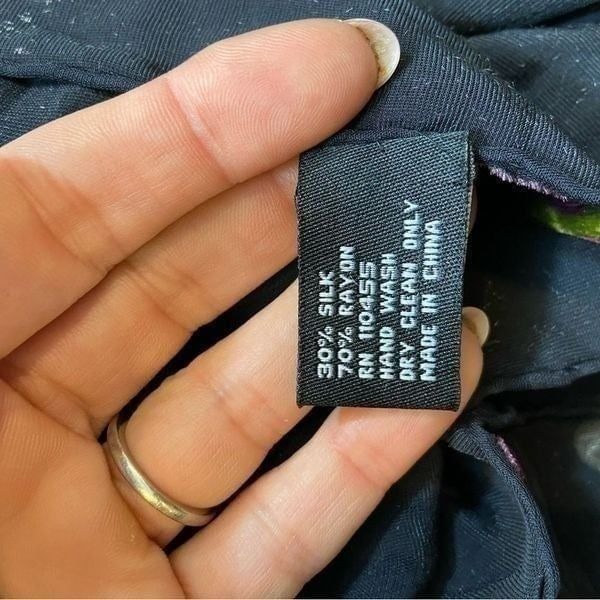 30% SILK
70% RAYON
RN 110455
HAND WASH
DRY CLEAN ONLY
MADE IN CHINA